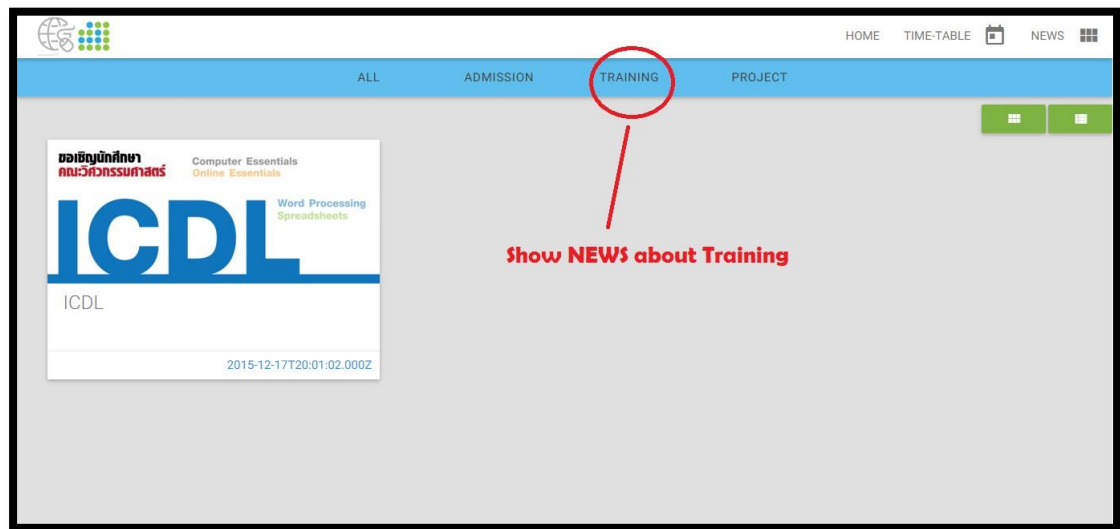 HOME TIME-TABLE NEWS
ALL ADMISSION TRAINING PROJECT
ขอเชิญนักศึกษา
คณะวิศวกรรมศาสตร์
Computer Essentials
Online Essentials
Word Processing
Spreadsheets
ICDL
ICDL
2015-12-17T20:01:02.000Z
Show NEWS about Training